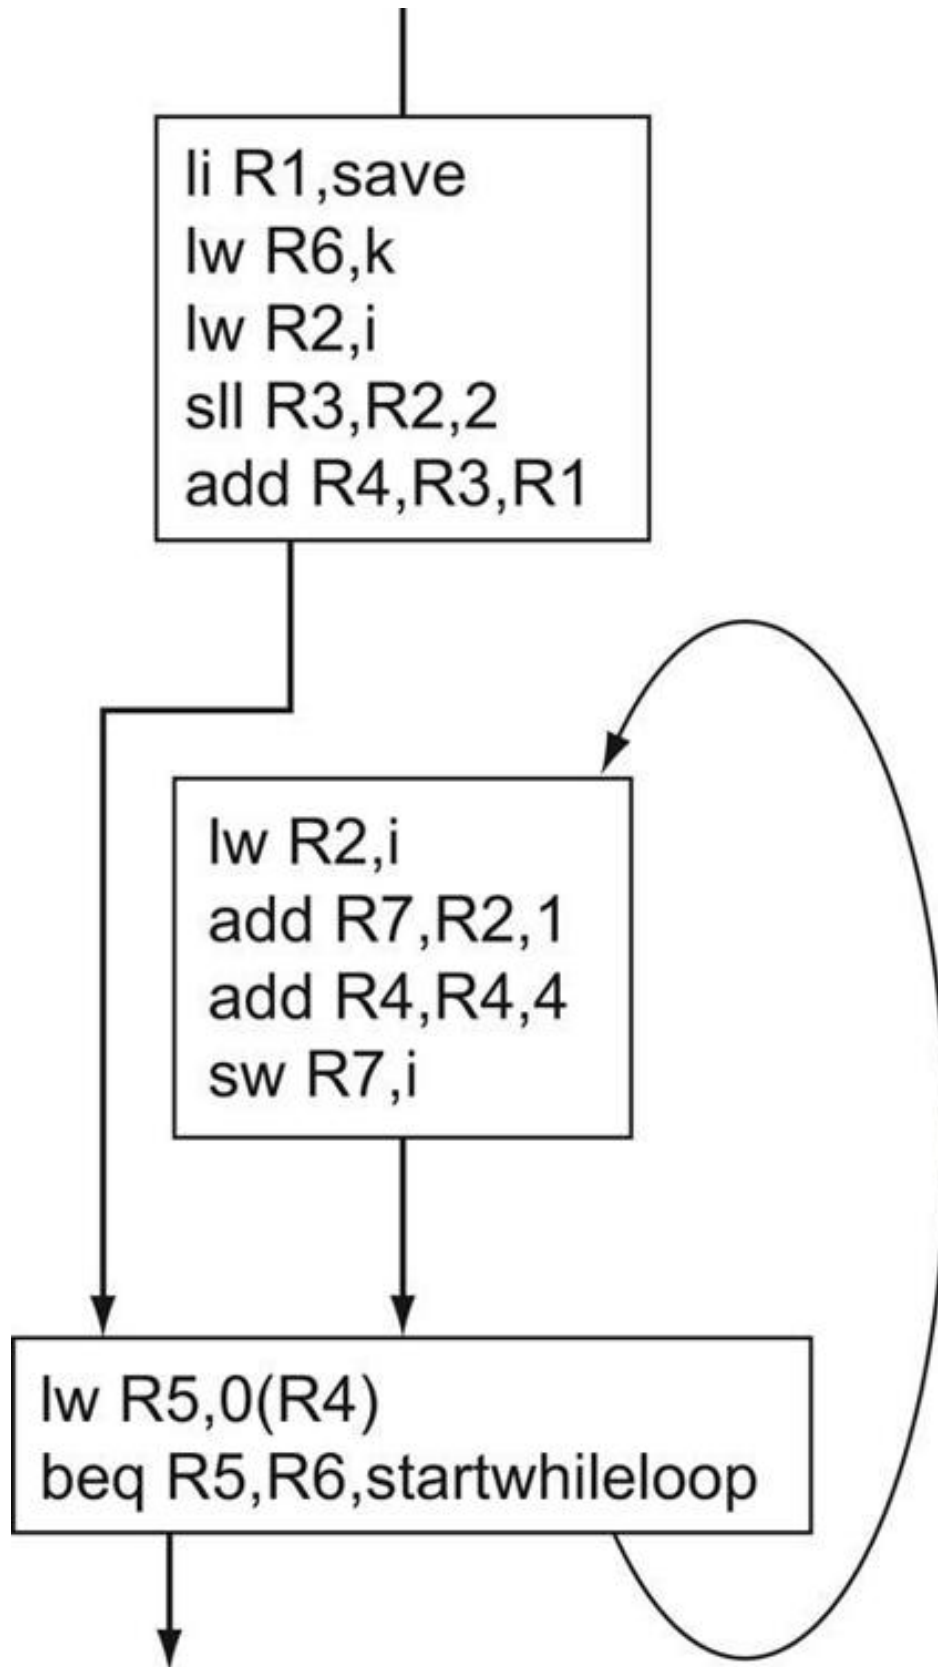 li R1,save
lw R6,k
lw R2,i
sll R3,R2,2
add R4,R3,R1
lw R2,i
add R7,R2,1
add R4,R4,4
sw R7,i
lw R5,0(R4)
beq R5,R6,startwhileloop